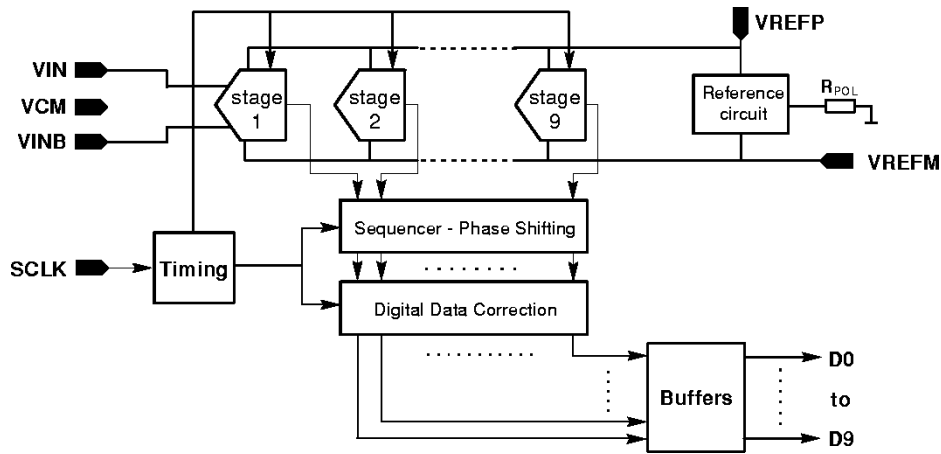 VREFP
VIN
VCM
VINB
stage
1
stage
2
stage
9
Reference
circuit
RPOL
VREFM
Sequencer - Phase Shifting
SCLK
Timing
Digital Data Correction
Buffers
D0
to
D9